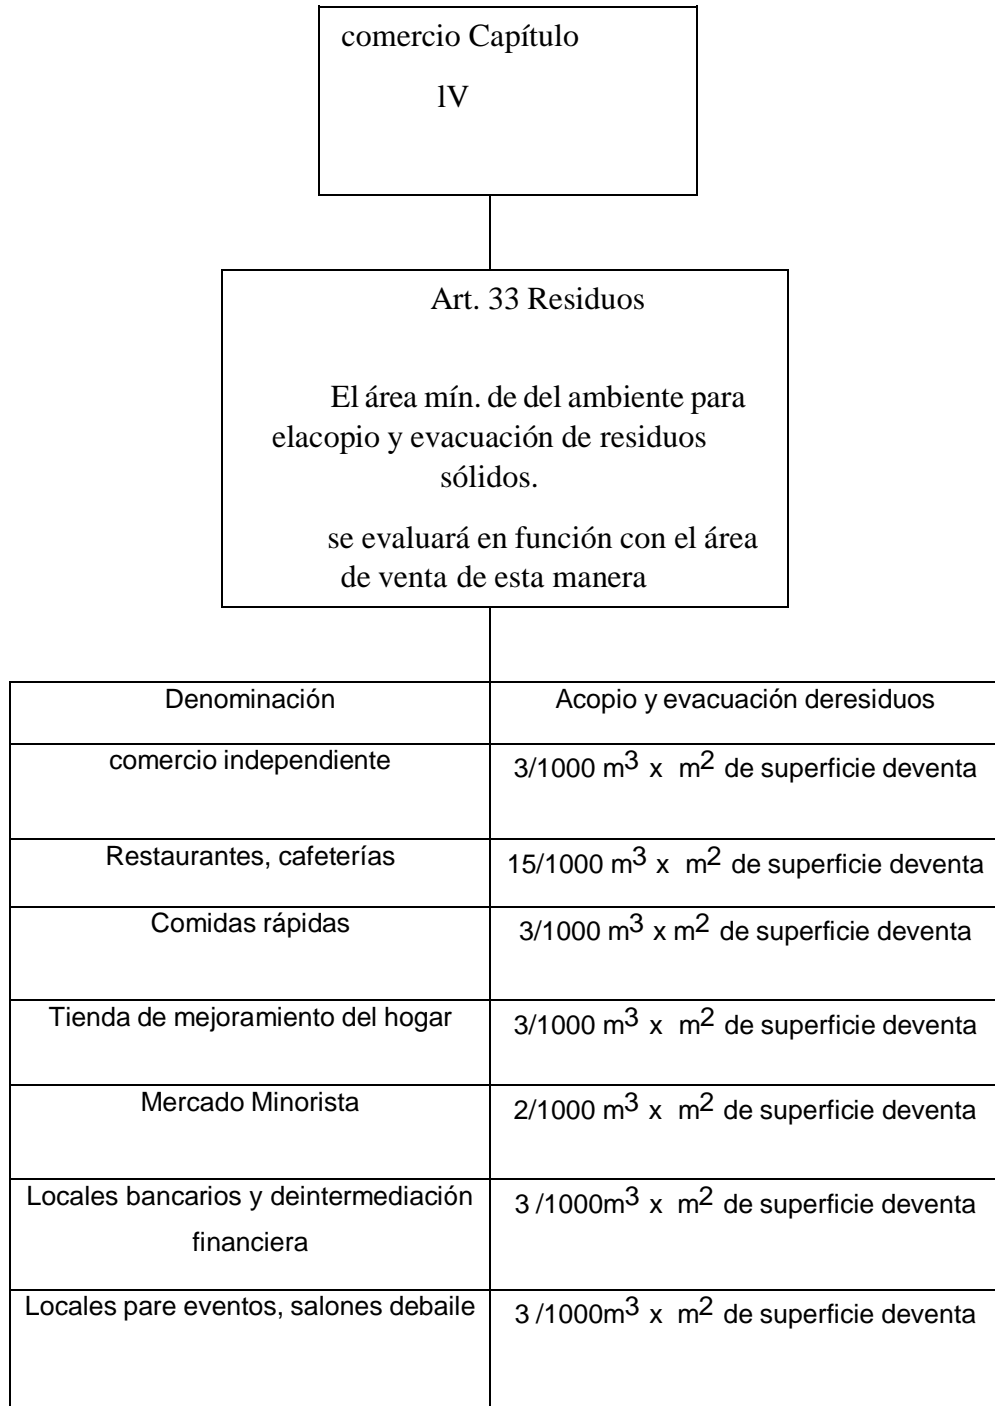 comercio Capítulo
lV
Art. 33 Residuos
El área mín. de del ambiente para
elacopio y evacuación de residuos
sólidos.
se evaluará en función con el área
de venta de esta manera
Denominación
Acopio y evacuación deresiduos
comercio independiente
3/1000 m³ x m² de superficie deventa
Restaurantes, cafeterías
15/1000 m³ x m² de superficie deventa
Comidas rápidas
3/1000 m³ x m² de superficie deventa
Tienda de mejoramiento del hogar
3/1000 m³ x m² de superficie deventa
Mercado Minorista
2/1000 m³ x m² de superficie deventa
Locales bancarios y deintermediación
financiera
3 /1000m³ x m² de superficie deventa
Locales pare eventos, salones debaile
3 /1000m³ x m² de superficie deventa